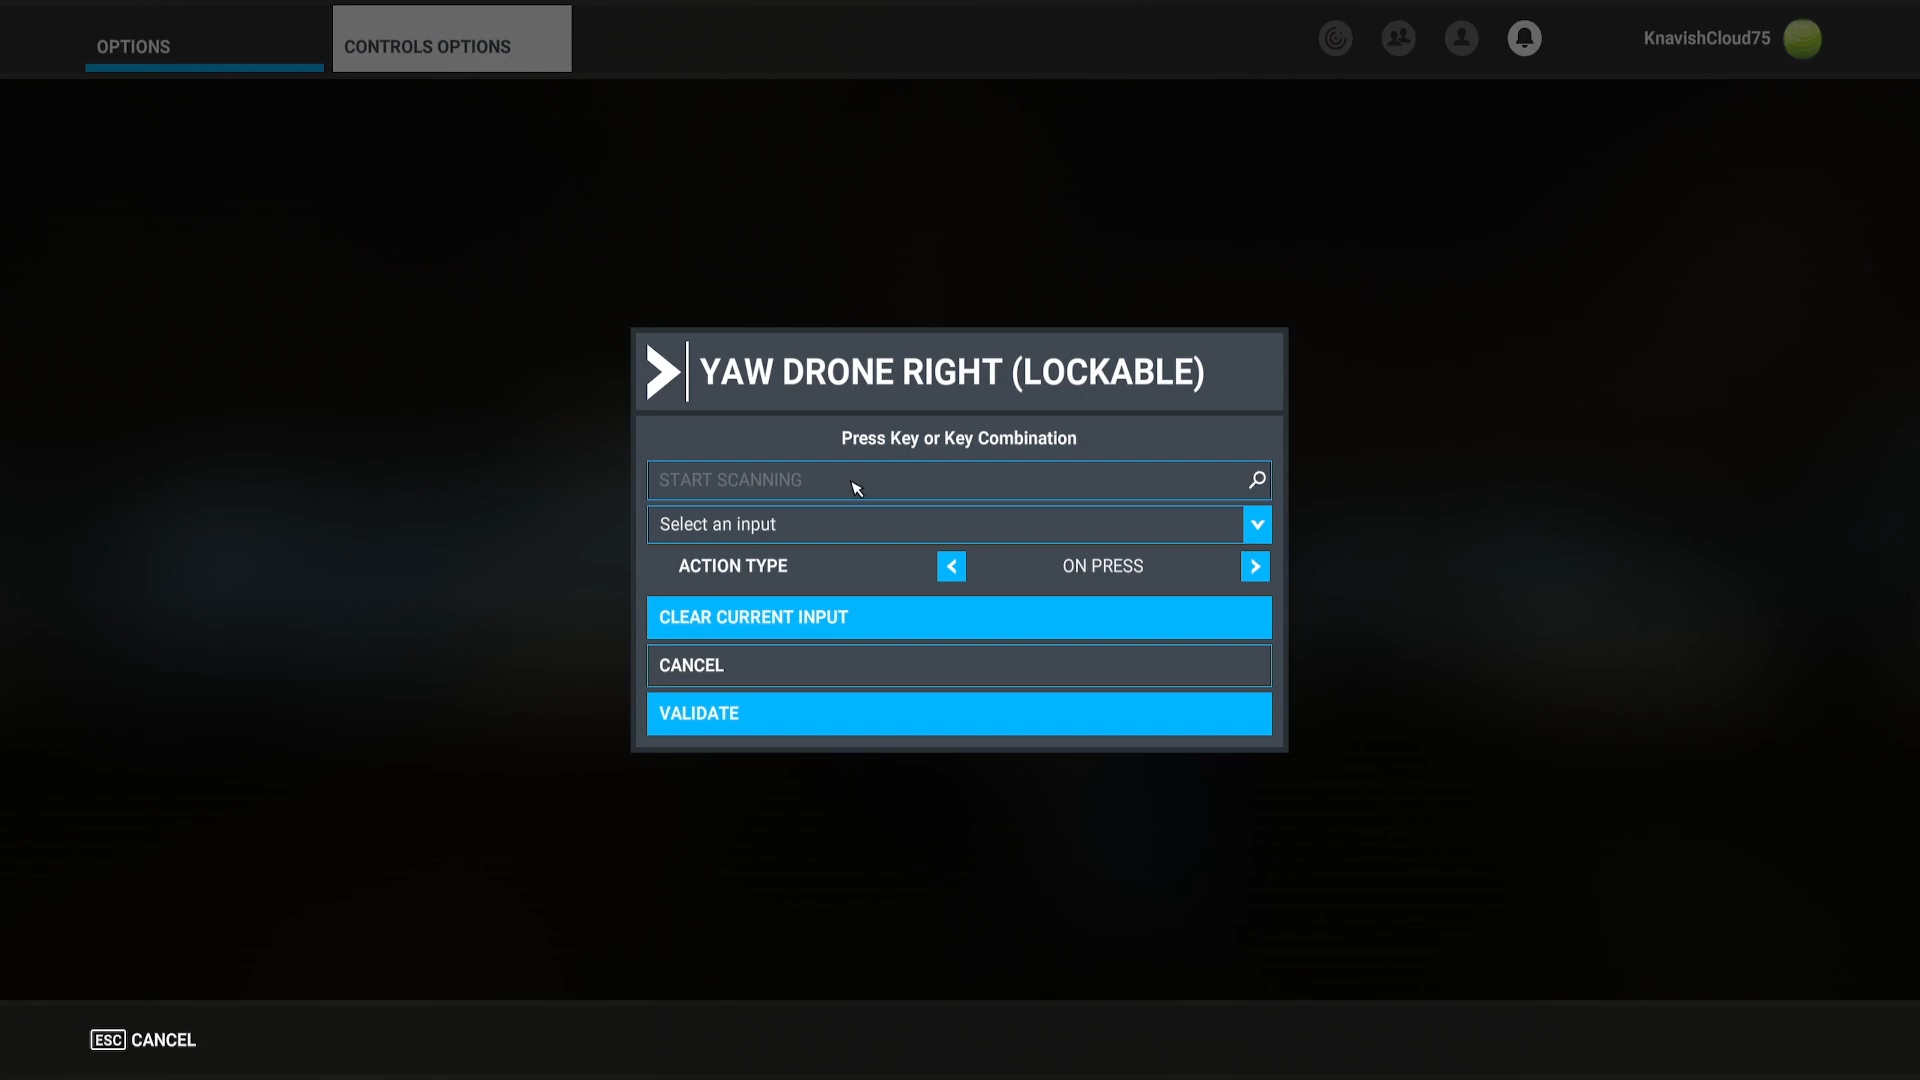 OPTIONS
CONTROLS OPTIONS
KnavishCloud75
YAW DRONE RIGHT (LOCKABLE)
Press Key or Key Combination
START SCANNING
Select an input
ACTION TYPE
ON PRESS
CLEAR CURRENT INPUT
CANCEL
VALIDATE
ESC CANCEL